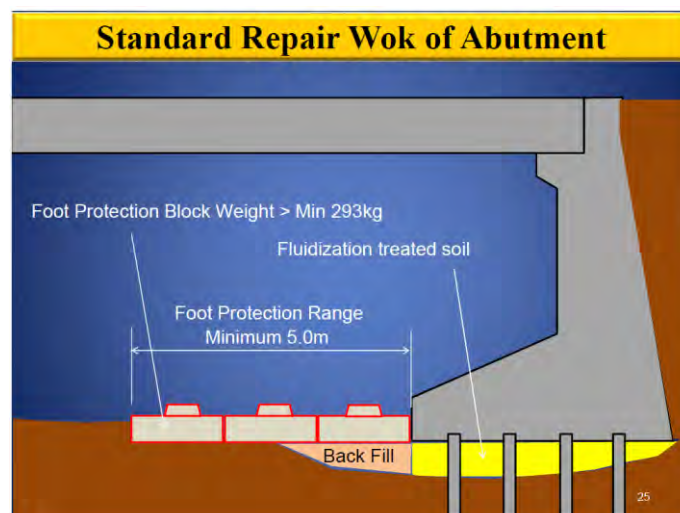 Standard Repair Wok of Abutment
Foot Protection Block Weight > Min 293kg
Fluidization treated soil
Foot Protection Range
Minimum 5.0m
Back Fill
25